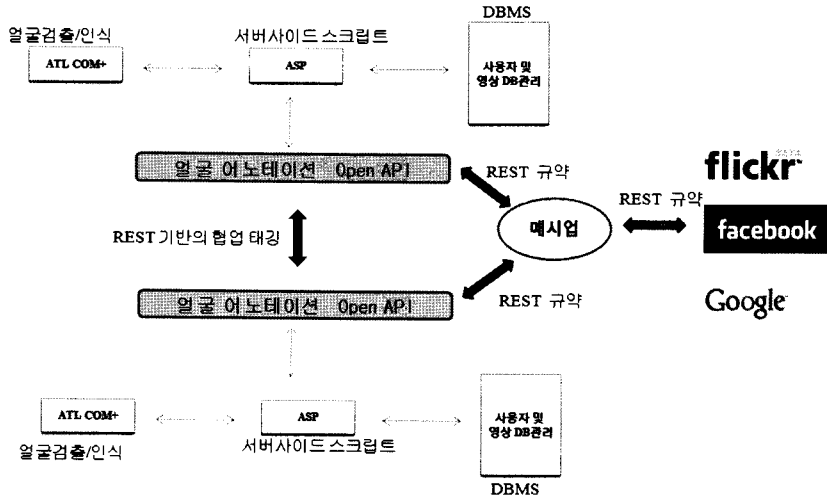 DBMS
얼굴검출/인식
서버사이드 스크립트
ATL COM+
ASP
사용자 및
영상 DB관리
얼굴 어노테이션 Open API
REST 규약
flickr
REST 규약
REST 기반의 협업 태깅
매시업
facebook
얼굴 어노테이션 Open API
REST 규약
Google
ATL COM+
ASP
사용자 및
영상 DB관리
얼굴검출/인식
서버사이드 스크립트
DBMS